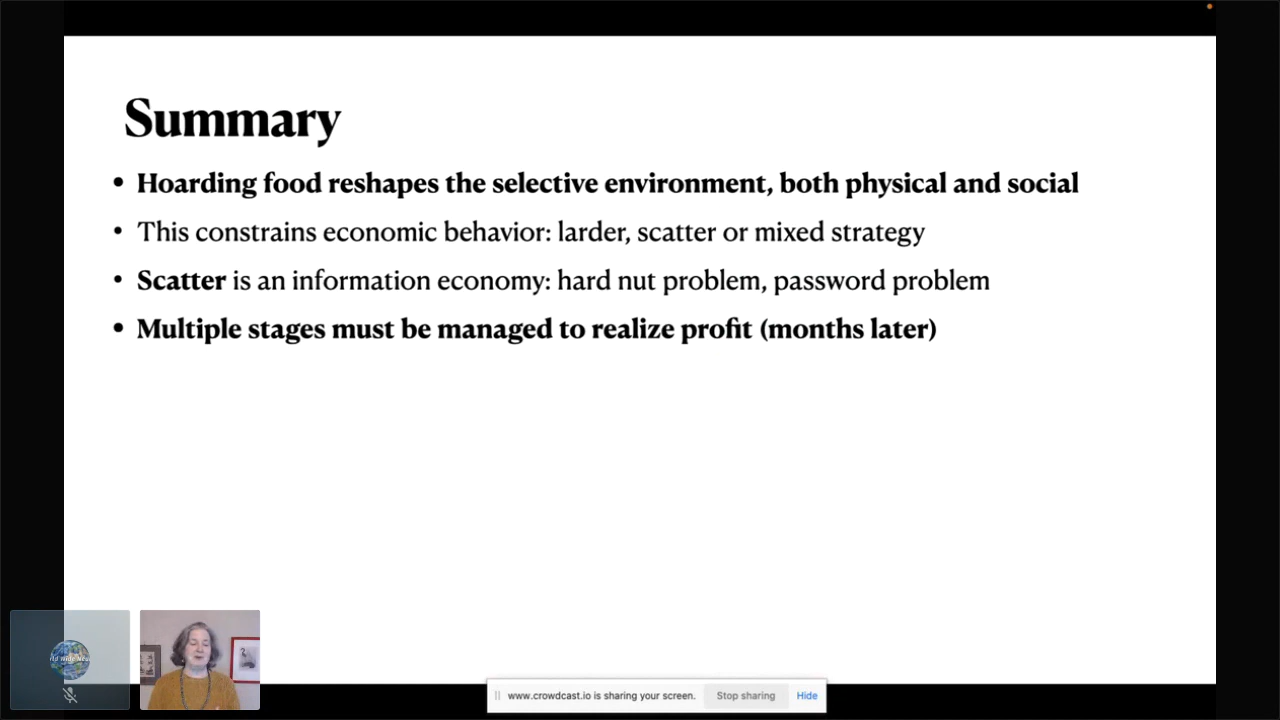 Summary
• Hoarding food reshapes the selective environment, both physical and social
• This constrains economic behavior: larder, scatter or mixed strategy
• Scatter is an information economy: hard nut problem, password problem
• Multiple stages must be managed to realize profit (months later)
www.crowdcast.io is sharing your screen. Stop sharing Hide